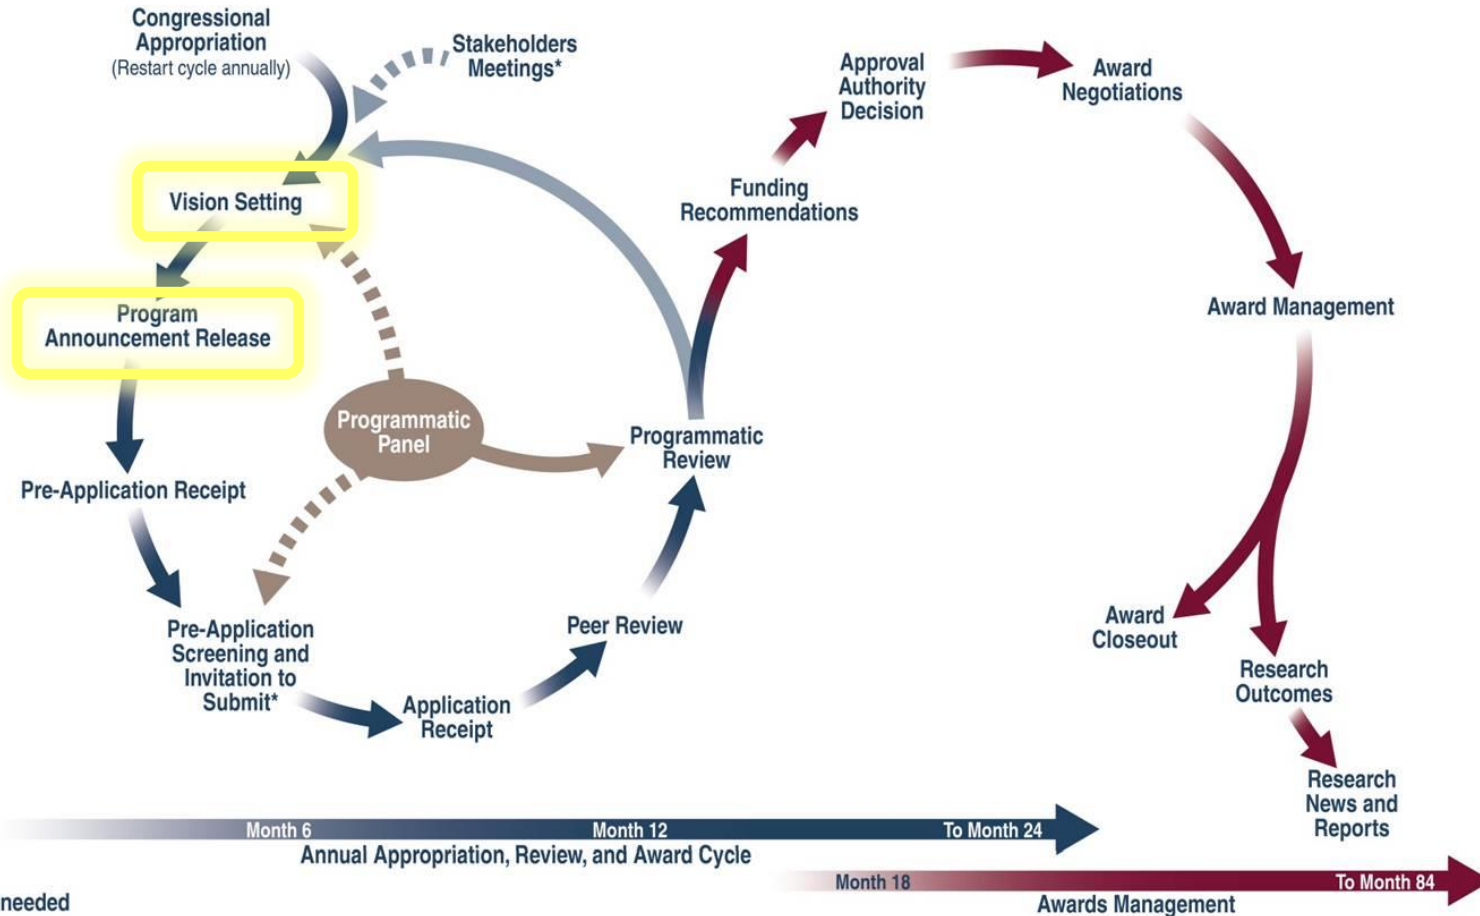 Congressional
Appropriation
(Restart cycle annually)
Stakeholders
Meetings*
Vision Setting
Program
Announcement Release
Pre-Application Receipt
Pre-Application
Screening and
Invitation to
Submit*
Application
Receipt
Peer Review
Programmatic
Panel
Programmatic
Review
Funding
Recommendations
Approval
Authority
Decision
Award
Negotiations
Award Management
Award
Closeout
Research
Outcomes
Research
News and
Reports
Month 6
Month 12
To Month 24
Annual Appropriation, Review, and Award Cycle
Month 18
To Month 84
Awards Management
needed